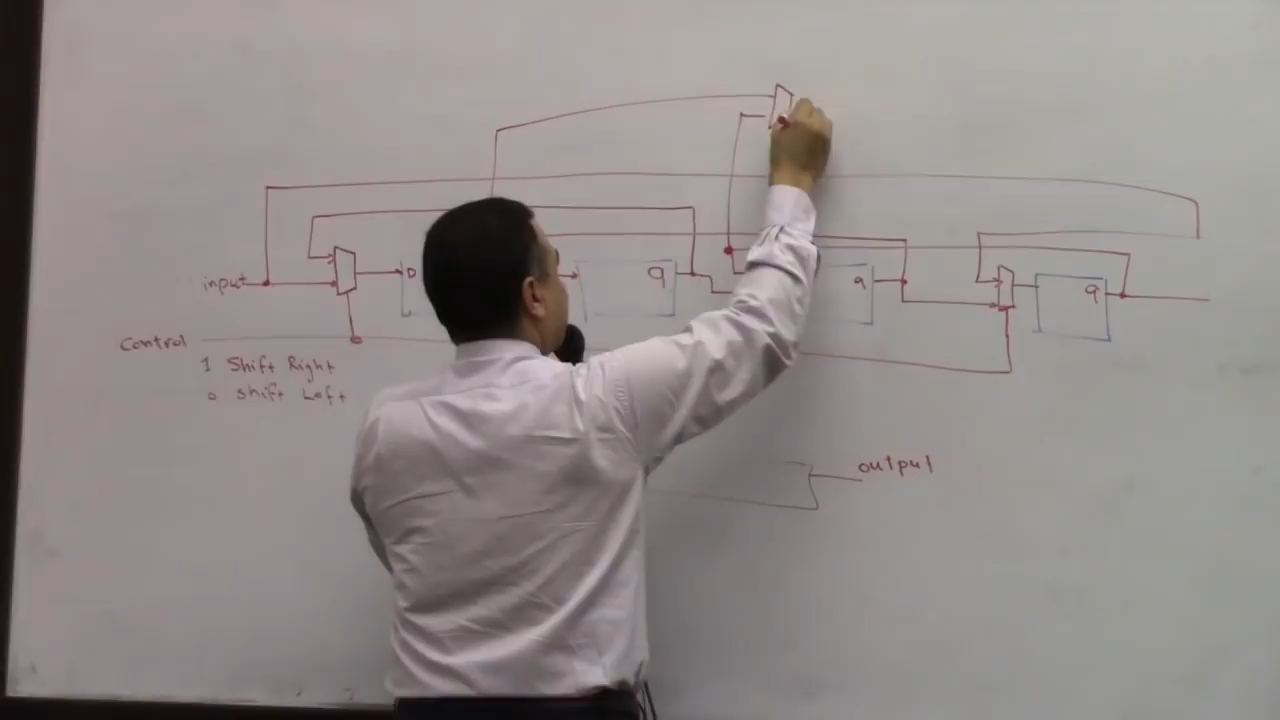 input
D
q
q
q
Control
1 Shift Right
0 Shift Left
output